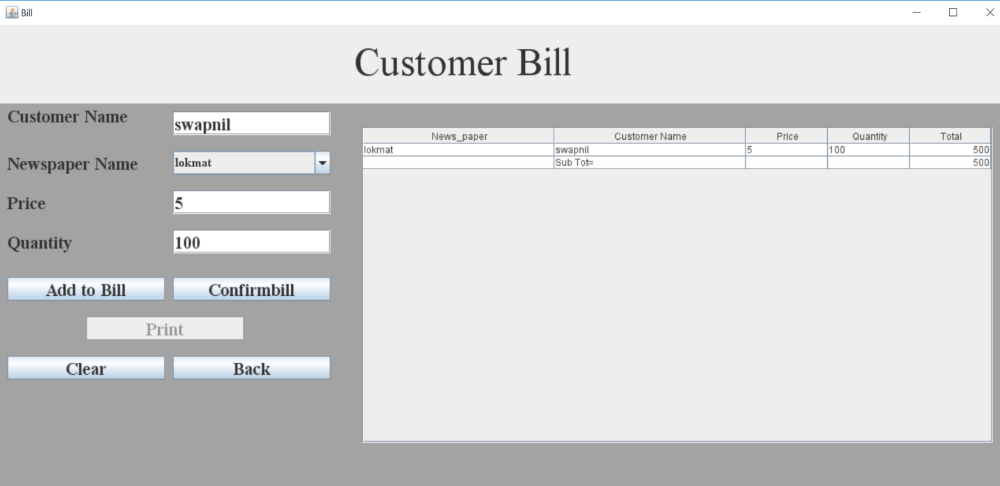 Bill
Customer Bill
Customer Name swapnil
Newspaper Name lokmat
Price 5
Quantity 100
Add to Bill Confirmbill
Print
Clear Back
News_paper Customer Name Price Quantity Total
lokmat swapnil 5 100 500
Sub Tot= 500